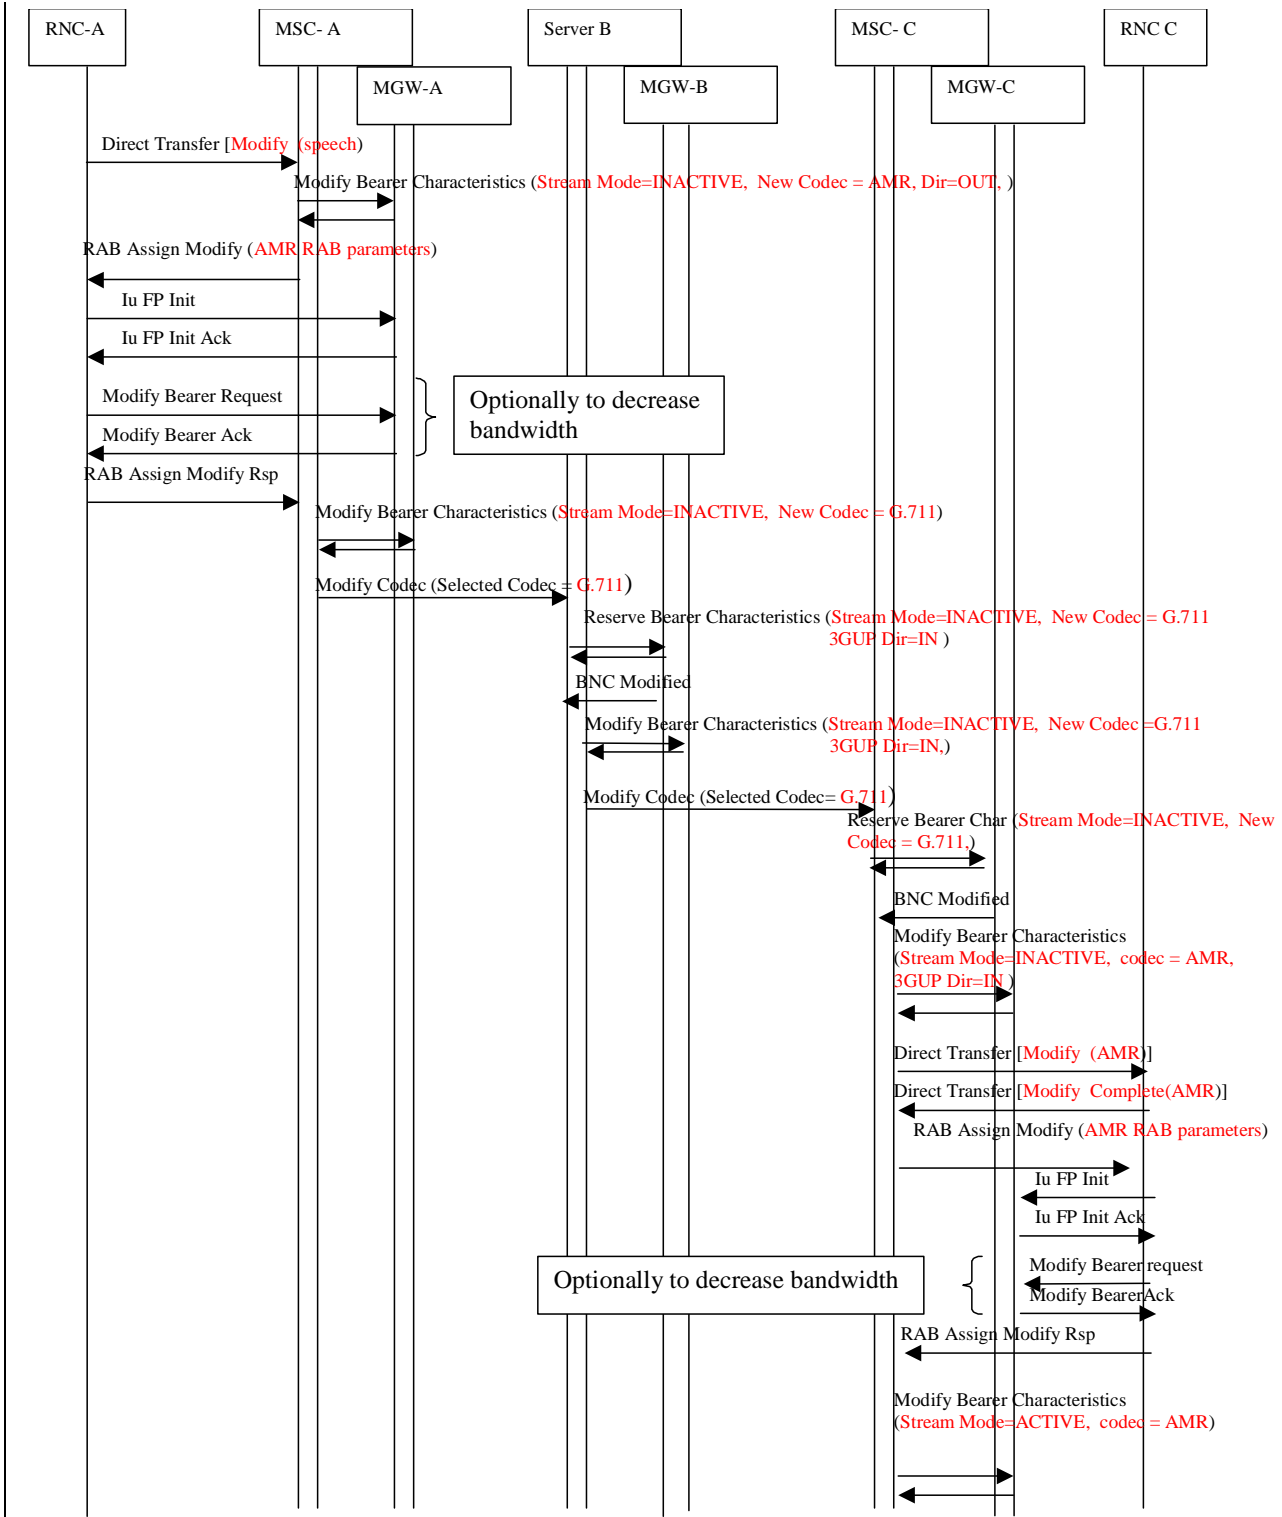 RNC-A
MSC- A
Server B
MSC- C
RNC C
MGW-A
MGW-B
MGW-C
Direct Transfer [Modify (speech)
Modify Bearer Characteristics (Stream Mode=INACTIVE, New Codec = AMR, Dir=OUT, )
RAB Assign Modify (AMR RAB parameters)
Iu FP Init
Iu FP Init Ack
Modify Bearer Request
Optionally to decrease
bandwidth
Modify Bearer Ack
RAB Assign Modify Rsp
Modify Bearer Characteristics (Stream Mode=INACTIVE, New Codec = G.711)
Modify Codec (Selected Codec = G.711)
Reserve Bearer Characteristics (Stream Mode=INACTIVE, New Codec = G.711
3GUP Dir=IN )
BNC Modified
Modify Bearer Characteristics (Stream Mode=INACTIVE, New Codec =G.711
3GUP Dir=IN,)
Modify Codec (Selected Codec= G.711)
Reserve Bearer Char (Stream Mode=INACTIVE, New
Codec = G.711,)
BNC Modified
Modify Bearer Characteristics
(Stream Mode=INACTIVE, codec = AMR,
3GUP Dir=IN )
Direct Transfer [Modify (AMR)]
Direct Transfer [Modify Complete(AMR)]
RAB Assign Modify (AMR RAB parameters)
Iu FP Init
Iu FP Init Ack
Optionally to decrease bandwidth
Modify Bearer request
Modify BearerAck
RAB Assign Modify Rsp
Modify Bearer Characteristics
(Stream Mode=ACTIVE, codec = AMR)